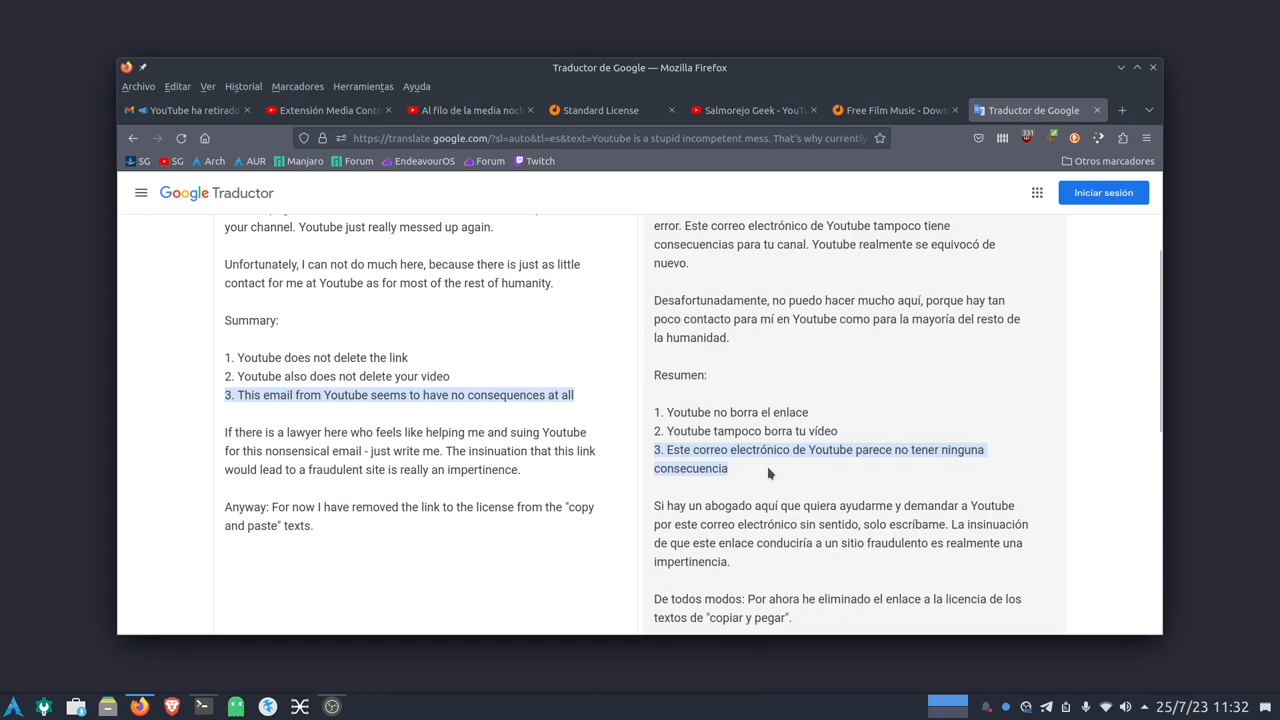 Traductor de Google — Mozilla Firefox
Archivo Editar Ver Historial Marcadores Herramientas Ayuda
YouTube ha retirado
Extensión Media Contr
Al filo de la media noch
Standard License
Salmorejo Geek - YouT
Free Film Music - Down
Traductor de Google
https://translate.google.com/?sl=auto&tl=es&text=Youtube is a stupid incompetent mess. That's why currently
331
SG SG Arch AUR Manjaro Forum EndeavourOS Forum Twitch Otros marcadores
Google Traductor
Iniciar sesión
your channel. Youtube just really messed up again.
Unfortunately, I can not do much here, because there is just as little
contact for me at Youtube as for most of the rest of humanity.
Summary:
1. Youtube does not delete the link
2. Youtube also does not delete your video
3. This email from Youtube seems to have no consequences at all
If there is a lawyer here who feels like helping me and suing Youtube
for this nonsensical email - just write me. The insinuation that this link
would lead to a fraudulent site is really an impertinence.
Anyway: For now I have removed the link to the license from the "copy
and paste" texts.
error. Este correo electrónico de Youtube tampoco tiene
consecuencias para tu canal. Youtube realmente se equivocó de
nuevo.
Desafortunadamente, no puedo hacer mucho aquí, porque hay tan
poco contacto para mí en Youtube como para la mayoría del resto de
la humanidad.
Resumen:
1. Youtube no borra el enlace
2. Youtube tampoco borra tu vídeo
3. Este correo electrónico de Youtube parece no tener ninguna
consecuencia
Si hay un abogado aquí que quiera ayudarme y demandar a Youtube
por este correo electrónico sin sentido, solo escríbame. La insinuación
de que este enlace conduciría a un sitio fraudulento es realmente una
impertinencia.
De todos modos: Por ahora he eliminado el enlace a la licencia de los
textos de "copiar y pegar".
25/7/23 11:32